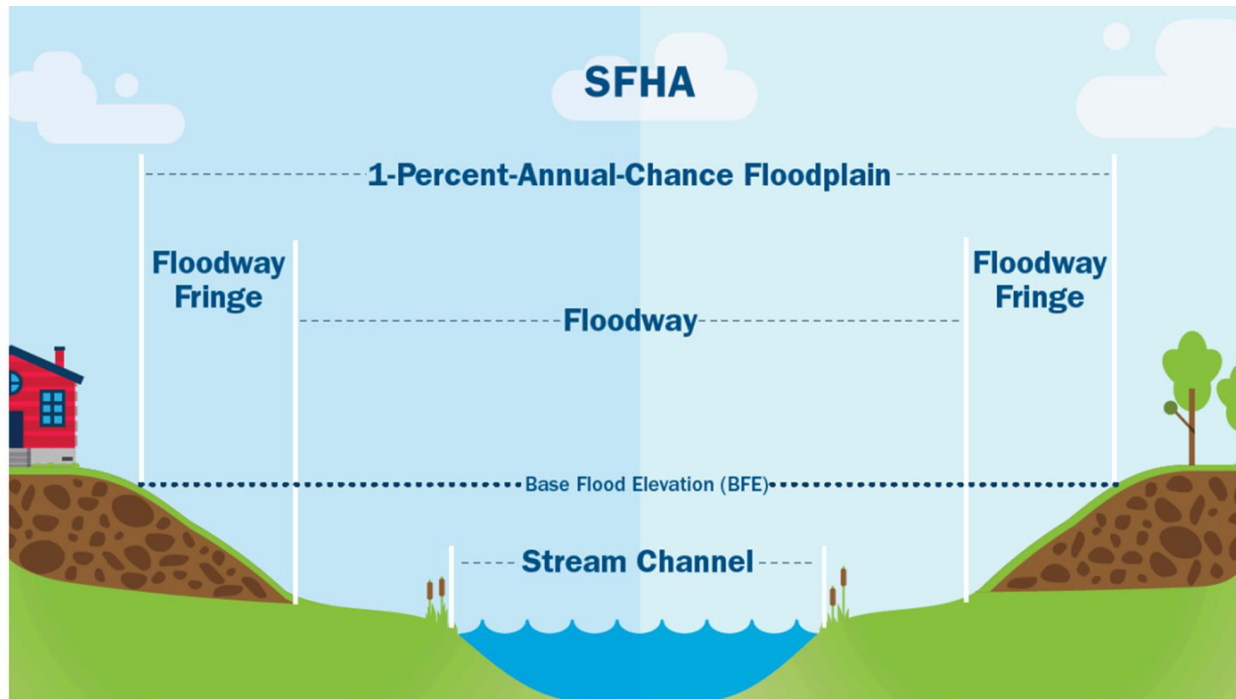 SFHA
1-Percent-Annual-Chance Floodplain
Floodway
Fringe
Floodway
Fringe
Floodway
Base Flood Elevation (BFE)
Stream Channel